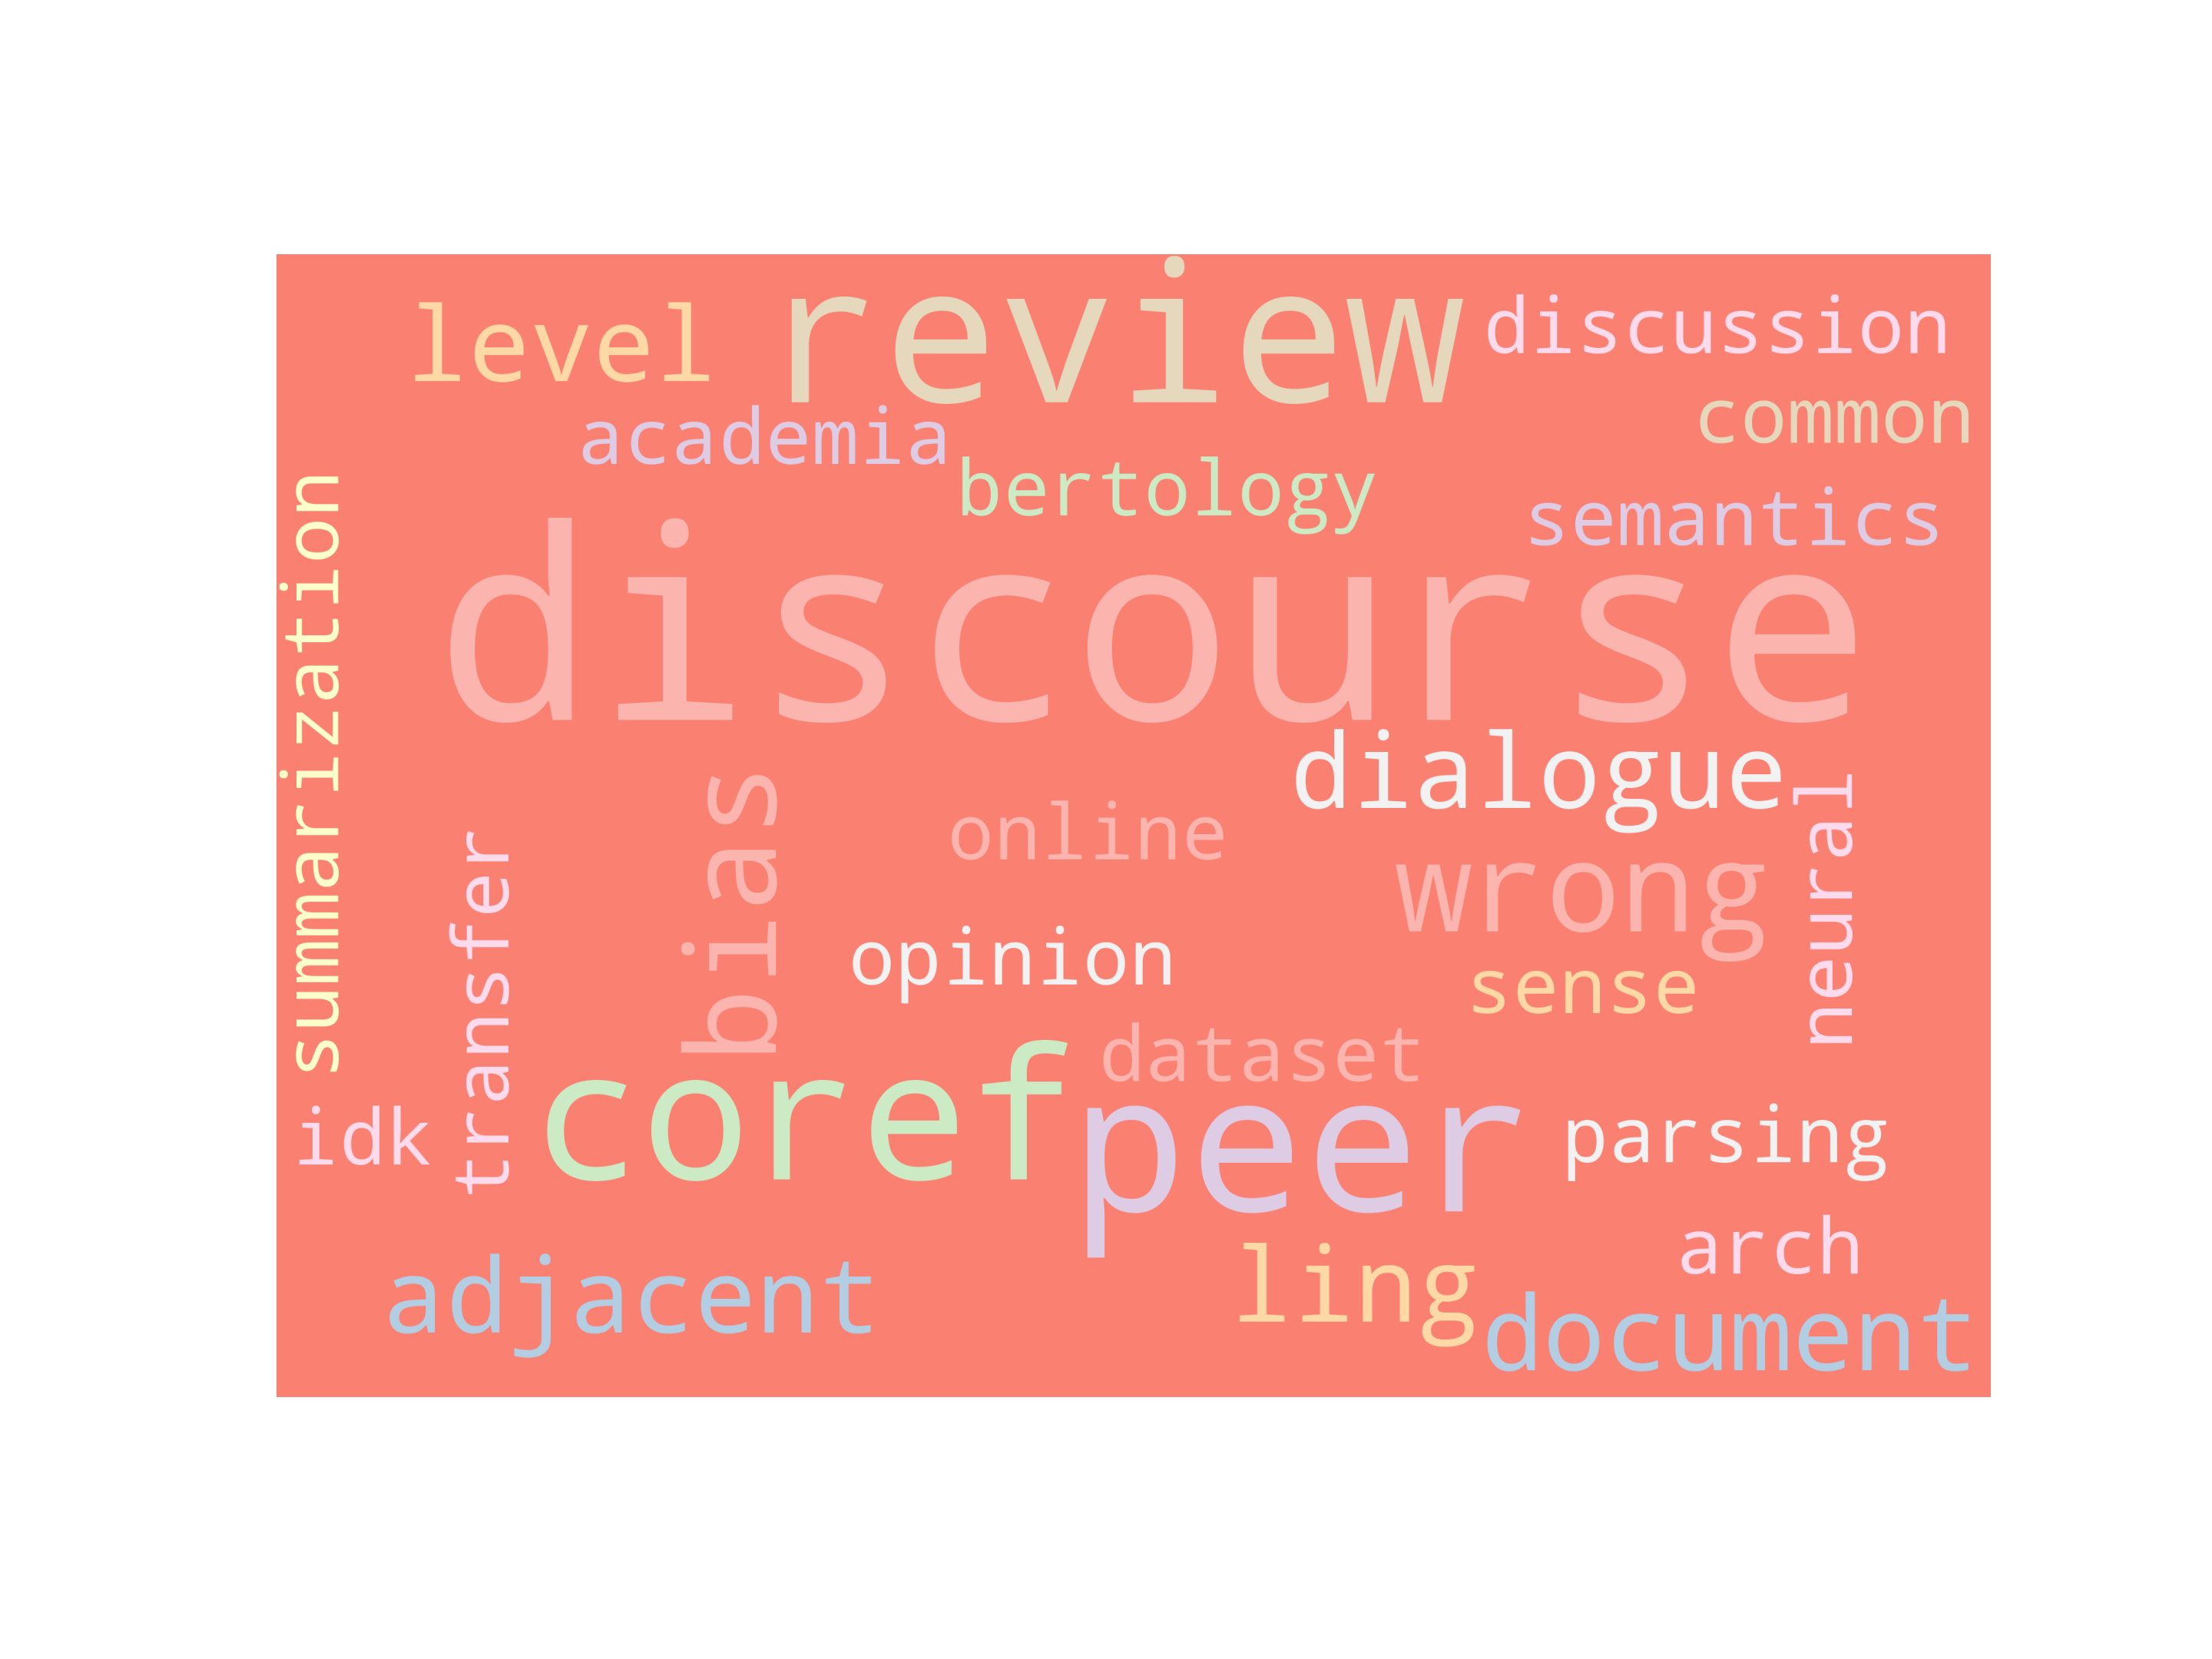 review
level
discussion
academia
common
bertology
semantics
discourse
summarization
dialogue
online
bias
wrong
neural
transfer
opinion
sense
dataset
coref
peer
parsing
idk
arch
adjacent
ling
document